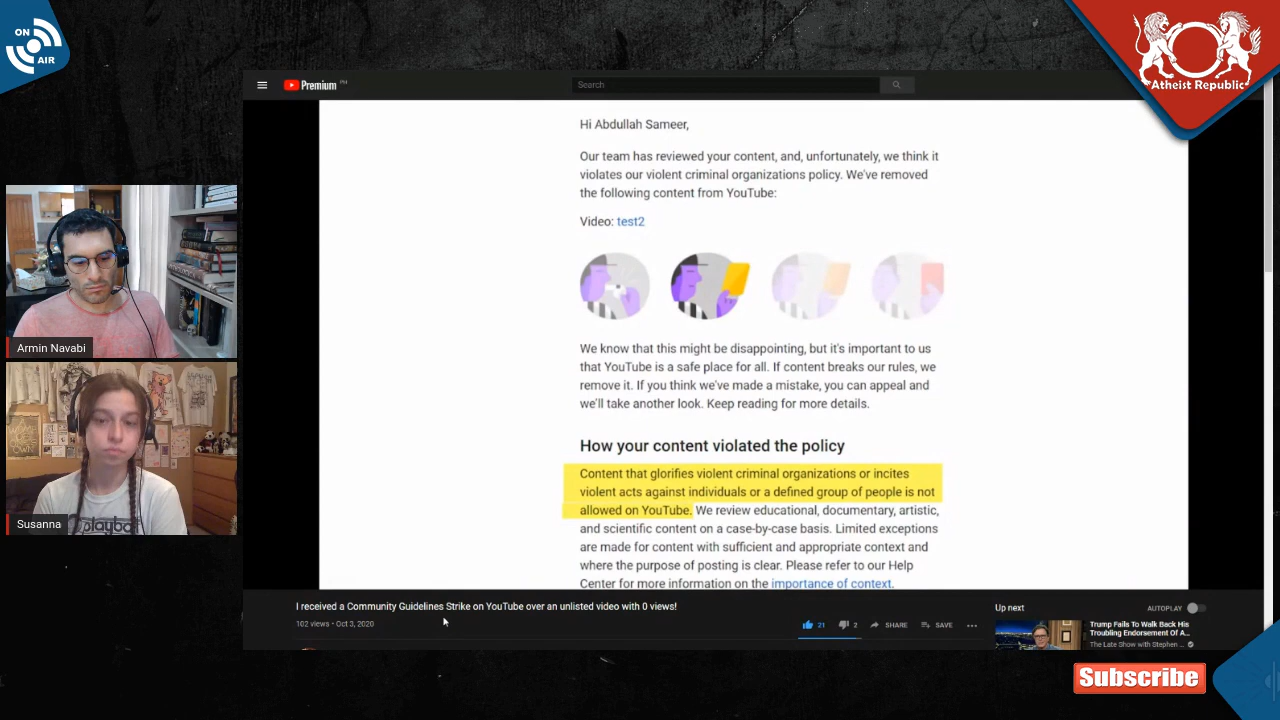 ON
AIR
Atheist Republic
Premium PM
Search
Hi Abdullah Sameer,
Our team has reviewed your content, and, unfortunately, we think it
violates our violent criminal organizations policy. We've removed
the following content from YouTube:
Video: test2
We know that this might be disappointing, but it's important to us
that YouTube is a safe place for all. If content breaks our rules, we
remove it. If you think we've made a mistake, you can appeal and
we'll take another look. Keep reading for more details.
How your content violated the policy
Content that glorifies violent criminal organizations or incites
violent acts against individuals or a defined group of people is not
allowed on YouTube. We review educational, documentary, artistic,
and scientific content on a case-by-case basis. Limited exceptions
are made for content with sufficient and appropriate context and
where the purpose of posting is clear. Please refer to our Help
Center for more information on the importance of context.
Armin Navabi
Susanna
playboy
I received a Community Guidelines Strike on YouTube over an unlisted video with 0 views!
102 views • Oct 3, 2020
21
2
SHARE
SAVE
Up next
AUTOPLAY
Trump Fails To Walk Back His
Troubling Endorsement Of A...
The Late Show with Stephen ...
Subscribe